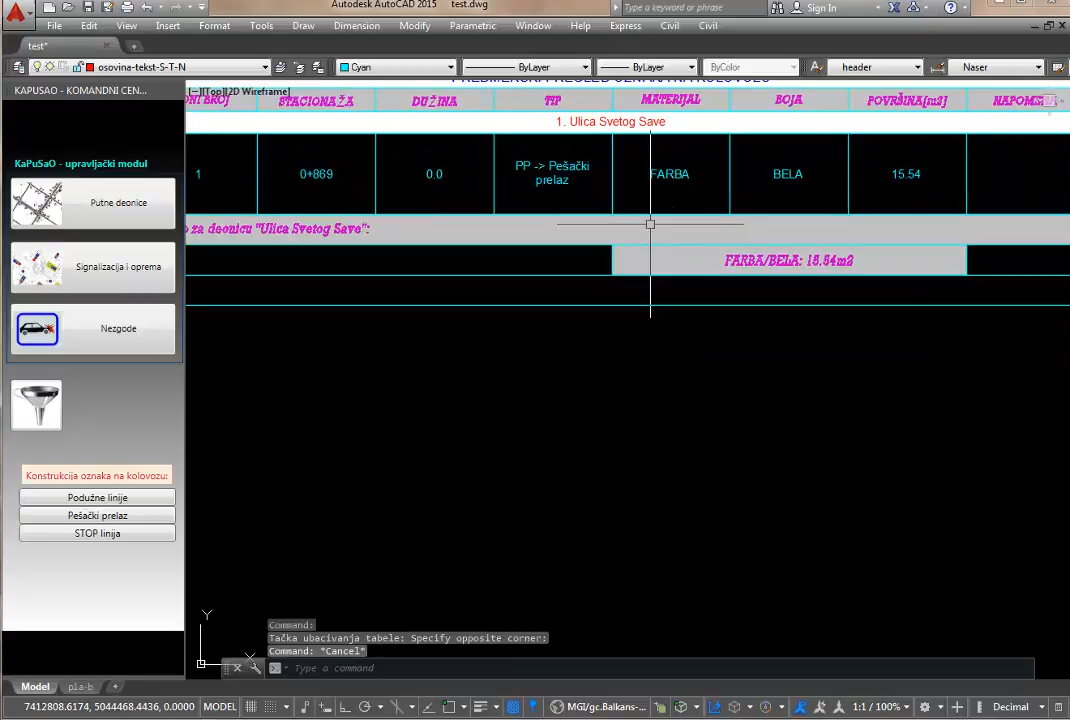 Autodesk AutoCAD 2015 test.dwg
Type a keyword or phrase
Sign In
File Edit View Insert Format Tools Draw Dimension Modify Parametric Window Help Express Civil Civil
test*
osovina-tekst-S-T-N
Cyan
ByLayer
ByLayer
ByColor
header
Naser
KAPUSAO - KOMANDNI CEN...
[−][Top][2D Wireframe]
BROJ STACIONAŽA DUŽINA TIP MATERIJAL BOJA POVRŠINA[m2]
1. Ulica Svetog Save
1 0+869 0.0 PP -> Pešački prelaz FARBA BELA 15.54
za deonicu "Ulica Svetog Save":
FARBA/BELA: 15.54m2
KaPuSaO - upravljački modul
Putne deonice
Signalizacija i oprema
Nezgode
Konstrukcija oznaka na kolovozu:
Podužne linije
Pešački prelaz
STOP linija
Y
X
Command:
Tačka ubacivanja tabele: Specify opposite corner:
Command: *Cancel*
Type a command
Model pla-b
7412808.6174, 5044468.4436, 0.0000 MODEL
MGI/gc.Balkans-...
1:1 / 100%
Decimal